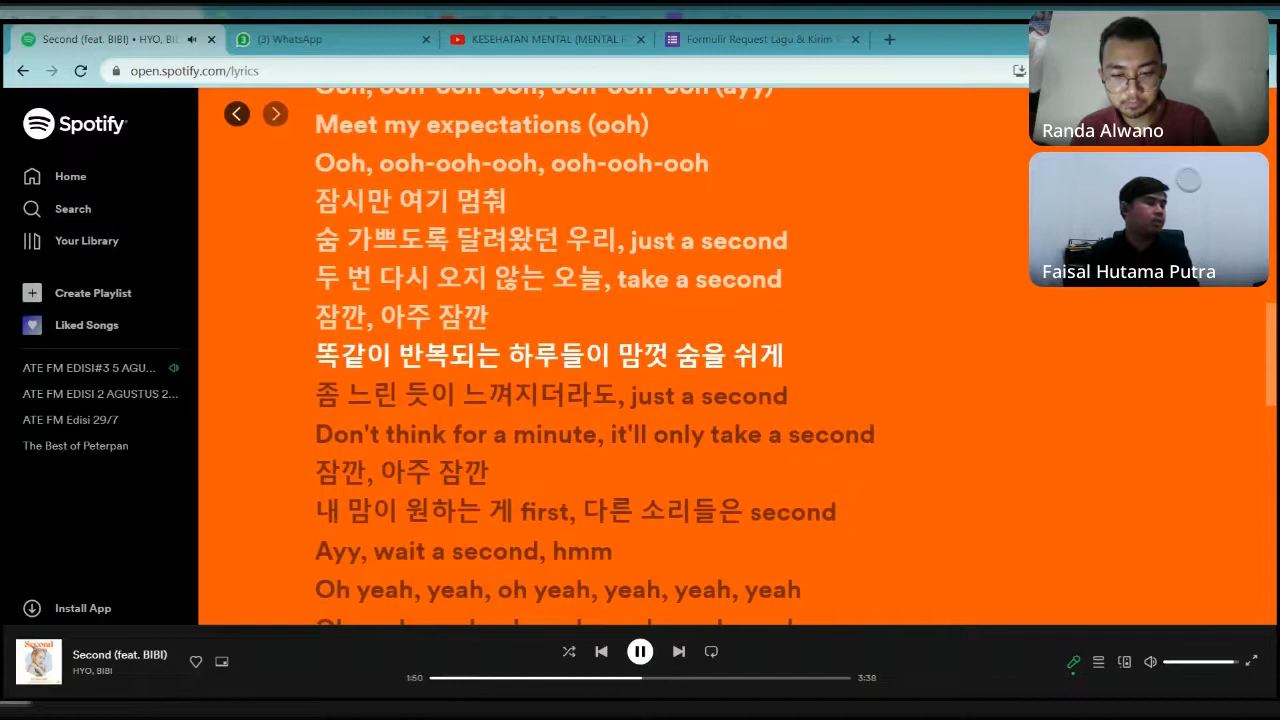 Second (feat. BIBI) • HYO, BI
(3) WhatsApp
KESEHATAN MENTAL (MENTAL
Formulir Request Lagu & Kirim
open.spotify.com/lyrics
Randa Alwano
Faisal Hutama Putra
Spotify
Home
Search
Your Library
Create Playlist
Liked Songs
ATE FM EDISI#3 5 AGU...
ATE FM EDISI 2 AGUSTUS 2...
ATE FM Edisi 29/7
The Best of Peterpan
Install App
Ooh, ooh-ooh-ooh, ooh-ooh-ooh (ayy)
Meet my expectations (ooh)
Ooh, ooh-ooh-ooh, ooh-ooh-ooh
잠시만 여기 멈춰
숨 가쁘도록 달려왔던 우리, just a second
두 번 다시 오지 않는 오늘, take a second
잠깐, 아주 잠깐
똑같이 반복되는 하루들이 맘껏 숨을 쉬게
좀 느린 듯이 느껴지더라도, just a second
Don't think for a minute, it'll only take a second
잠깐, 아주 잠깐
내 맘이 원하는 게 first, 다른 소리들은 second
Ayy, wait a second, hmm
Oh yeah, yeah, oh yeah, yeah, yeah, yeah
Second
Second (feat. BIBI)
HYO, BIBI
1:50
3:38